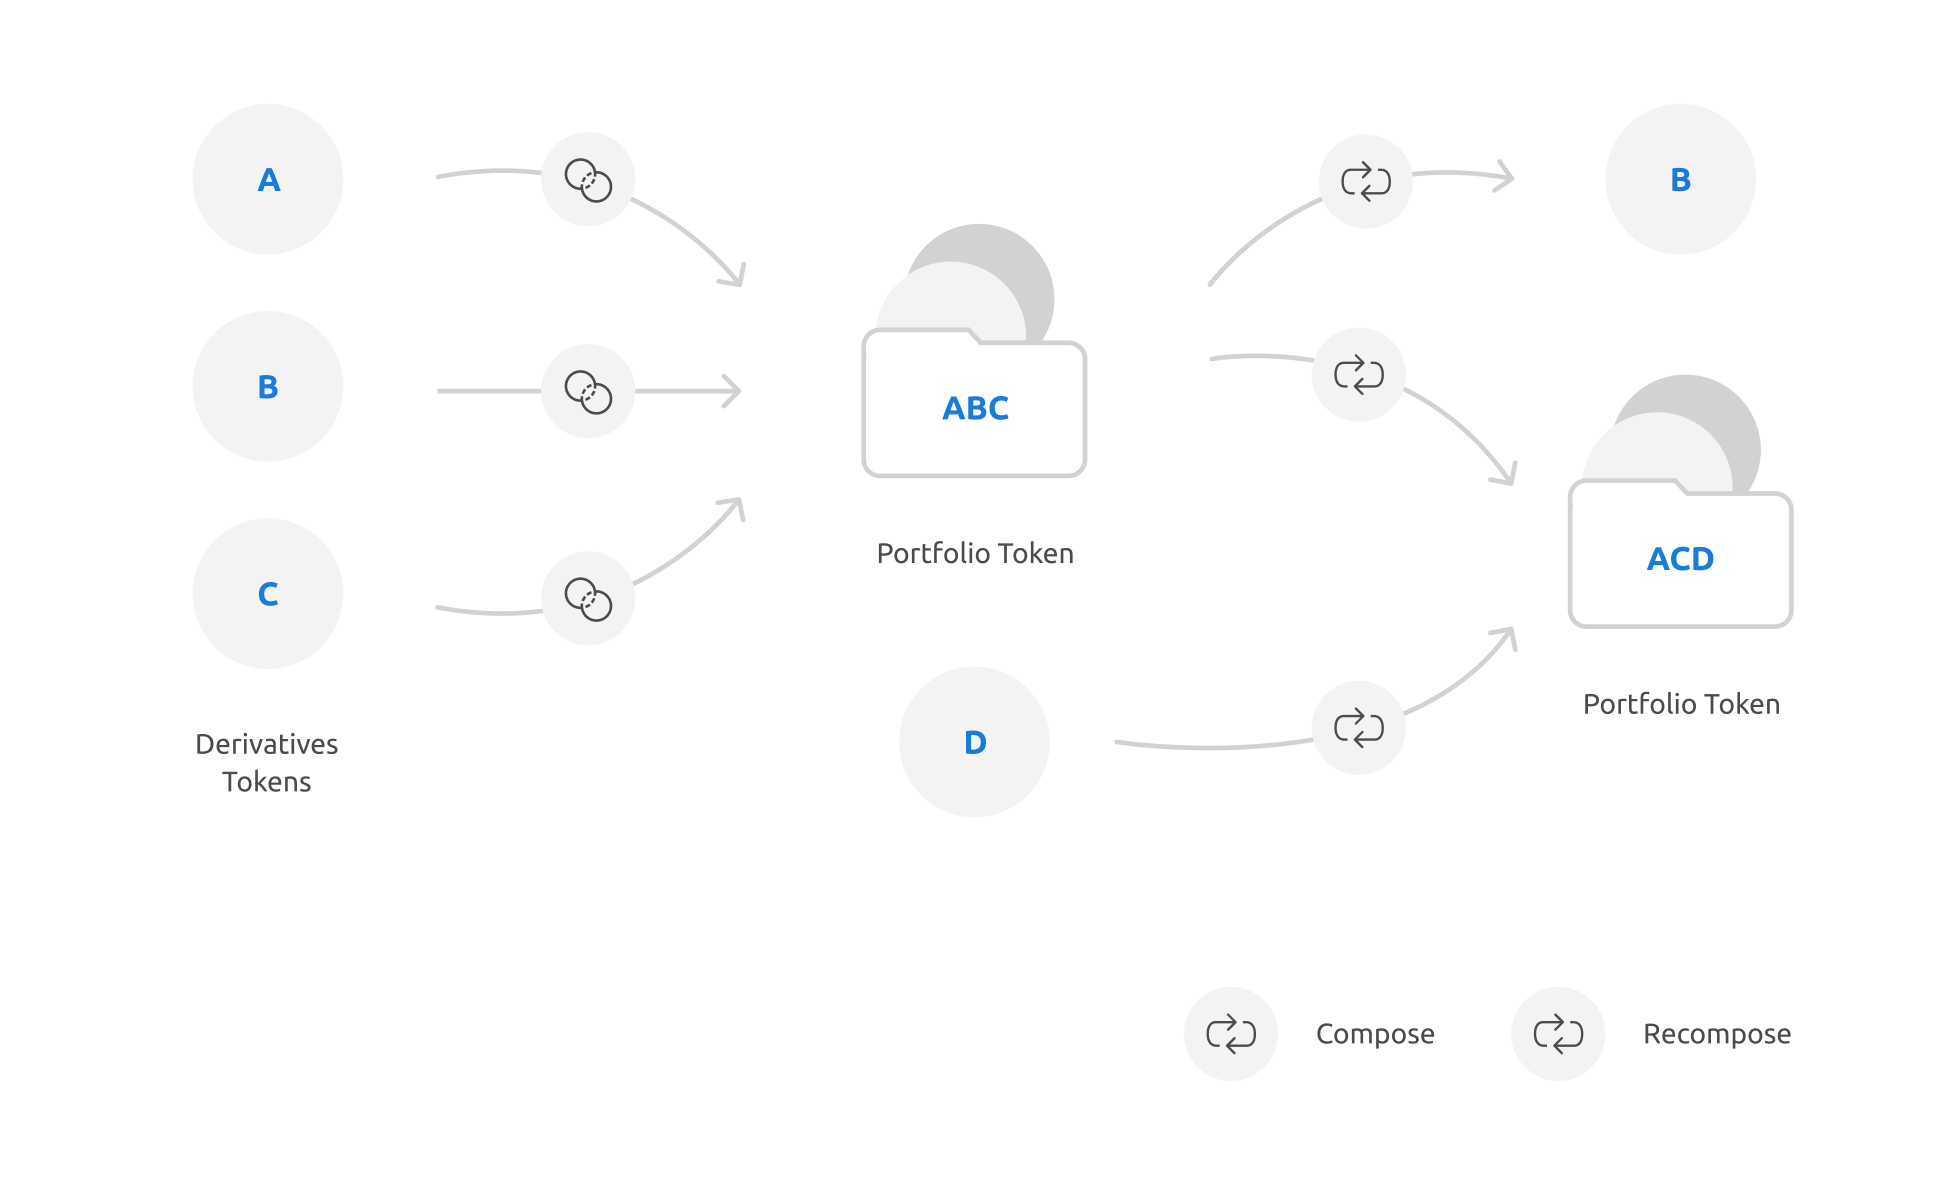 A
B
C
Derivatives
Tokens
ABC
Portfolio Token
D
B
ACD
Portfolio Token
Compose
Recompose